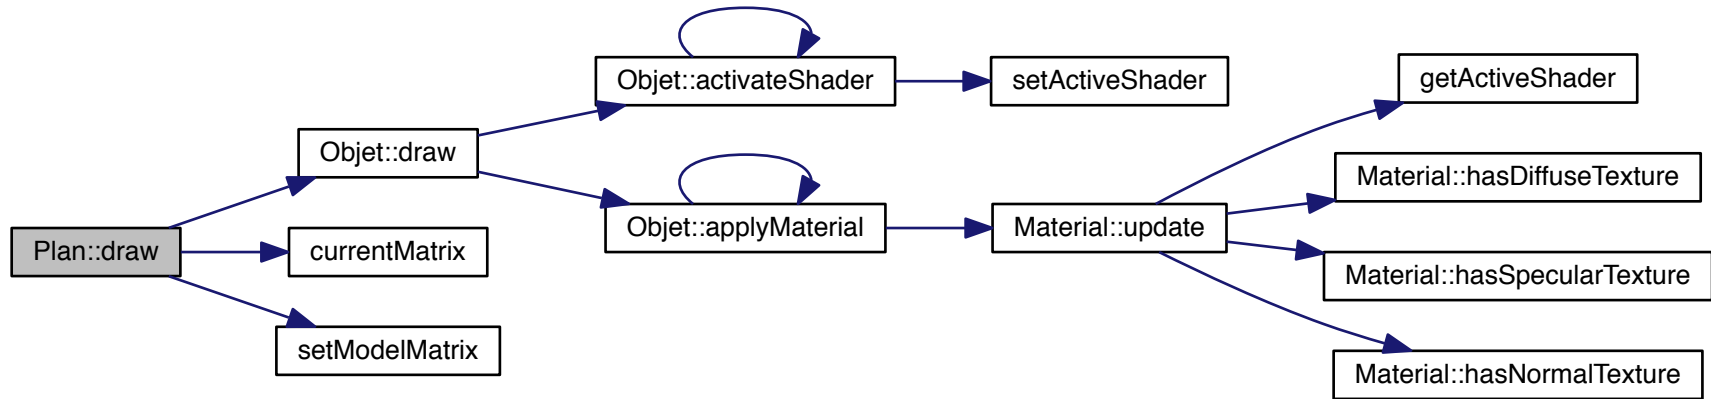 Plan::draw
Objet::draw
currentMatrix
setModelMatrix
Objet::activateShader
Objet::applyMaterial
setActiveShader
Material::update
getActiveShader
Material::hasDiffuseTexture
Material::hasSpecularTexture
Material::hasNormalTexture